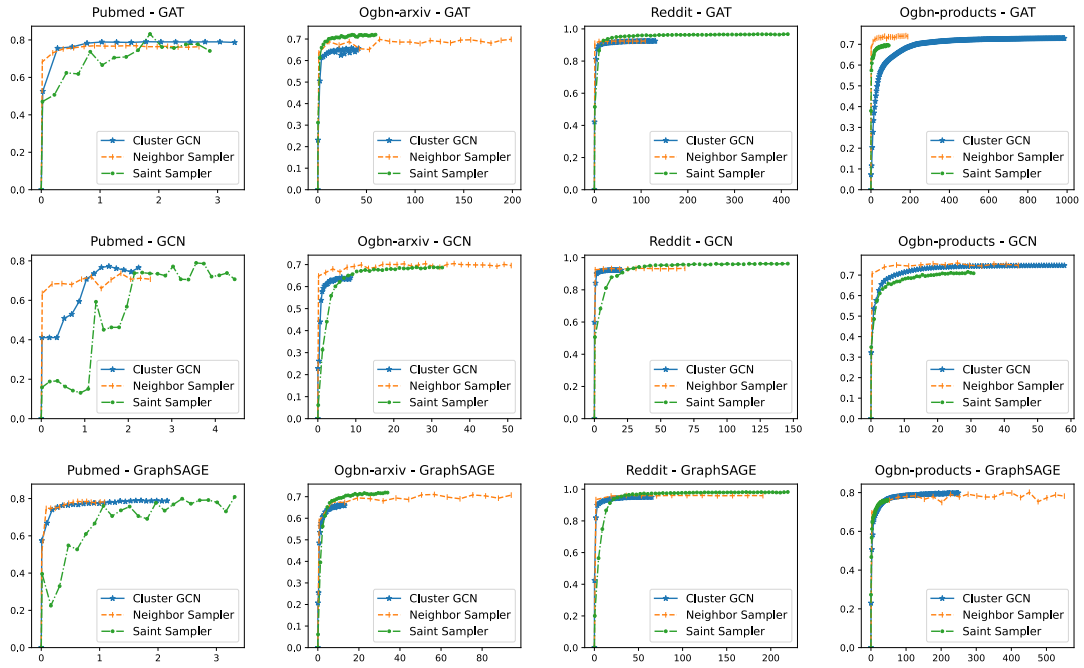 Pubmed - GAT
0.8
0.6
0.4
0.2
0.0
0 1 2 3
Cluster GCN
Neighbor Sampler
Saint Sampler
Ogbn-arxiv - GAT
0.7
0.6
0.5
0.4
0.3
0.2
0.1
0.0
0 50 100 150 200
Cluster GCN
Neighbor Sampler
Saint Sampler
Reddit - GAT
1.0
0.8
0.6
0.4
0.2
0.0
0 100 200 300 400
Cluster GCN
Neighbor Sampler
Saint Sampler
Ogbn-products - GAT
0.7
0.6
0.5
0.4
0.3
0.2
0.1
0.0
0 200 400 600 800 1000
Cluster GCN
Neighbor Sampler
Saint Sampler
Pubmed - GCN
0.8
0.6
0.4
0.2
0.0
0 1 2 3 4
Cluster GCN
Neighbor Sampler
Saint Sampler
Ogbn-arxiv - GCN
0.7
0.6
0.5
0.4
0.3
0.2
0.1
0.0
0 10 20 30 40 50
Cluster GCN
Neighbor Sampler
Saint Sampler
Reddit - GCN
1.0
0.8
0.6
0.4
0.2
0.0
0 25 50 75 100 125 150
Cluster GCN
Neighbor Sampler
Saint Sampler
Ogbn-products - GCN
0.7
0.6
0.5
0.4
0.3
0.2
0.1
0.0
0 10 20 30 40 50 60
Cluster GCN
Neighbor Sampler
Saint Sampler
Pubmed - GraphSAGE
0.8
0.6
0.4
0.2
0.0
0 1 2 3
Cluster GCN
Neighbor Sampler
Saint Sampler
Ogbn-arxiv - GraphSAGE
0.7
0.6
0.5
0.4
0.3
0.2
0.1
0.0
0 20 40 60 80
Cluster GCN
Neighbor Sampler
Saint Sampler
Reddit - GraphSAGE
1.0
0.8
0.6
0.4
0.2
0.0
0 50 100 150 200
Cluster GCN
Neighbor Sampler
Saint Sampler
Ogbn-products - GraphSAGE
0.8
0.7
0.6
0.5
0.4
0.3
0.2
0.1
0.0
0 100 200 300 400 500
Cluster GCN
Neighbor Sampler
Saint Sampler